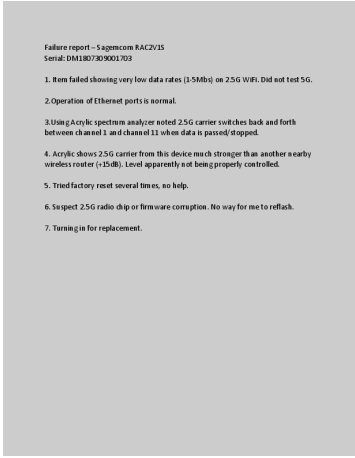 Failure report – Sagemcom RAC2V1S
Serial: DM1807309001703
1. Item failed showing very low data rates (1-5Mbs) on 2.5G WiFi. Did not test 5G.
2.Operation of Ethernet ports is normal.
3.Using Acrylic spectrum analyzer noted 2.5G carrier switches back and forth
between channel 1 and channel 11 when data is passed/stopped.
4. Acrylic shows 2.5G carrier from this device much stronger than another nearby
wireless router (+15dB). Level apparently not being properly controlled.
5. Tried factory reset several times, no help.
6. Suspect 2.5G radio chip or firmware corruption. No way for me to reflash.
7. Turning in for replacement.